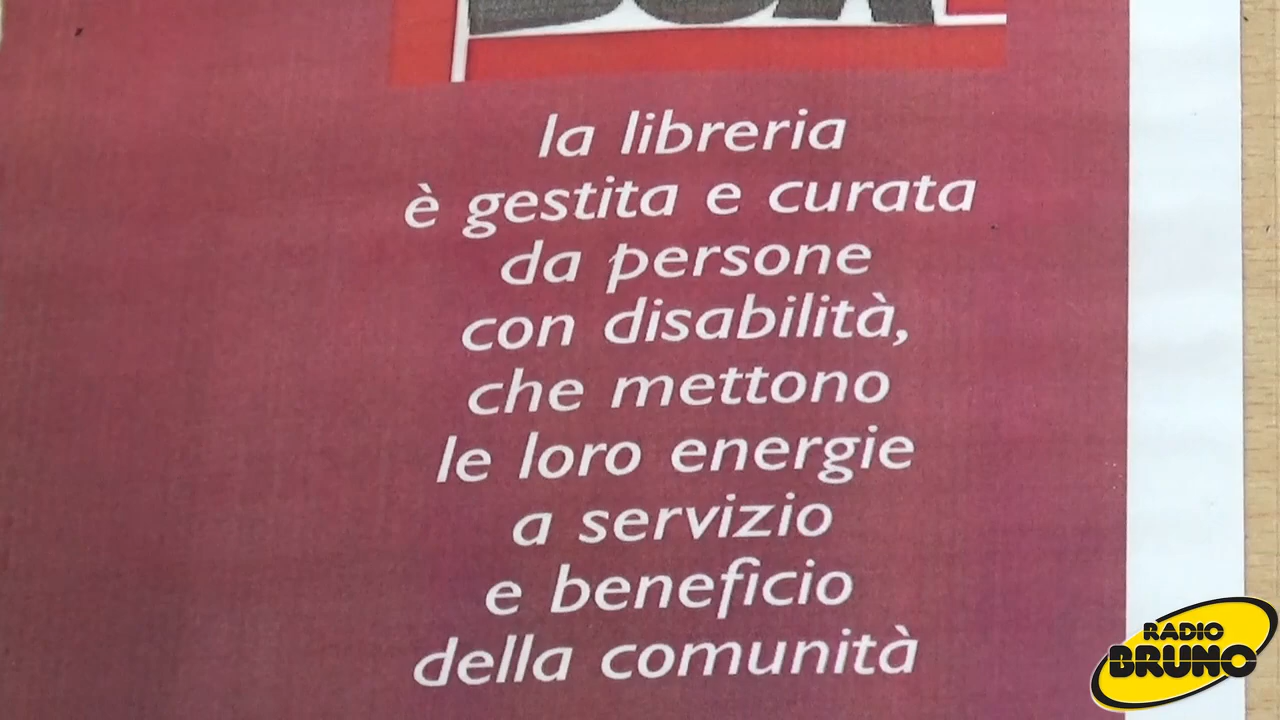 la libreria
è gestita e curata
da persone
con disabilità,
che mettono
le loro energie
a servizio
e beneficio
della comunità
RADIO
BRUNO